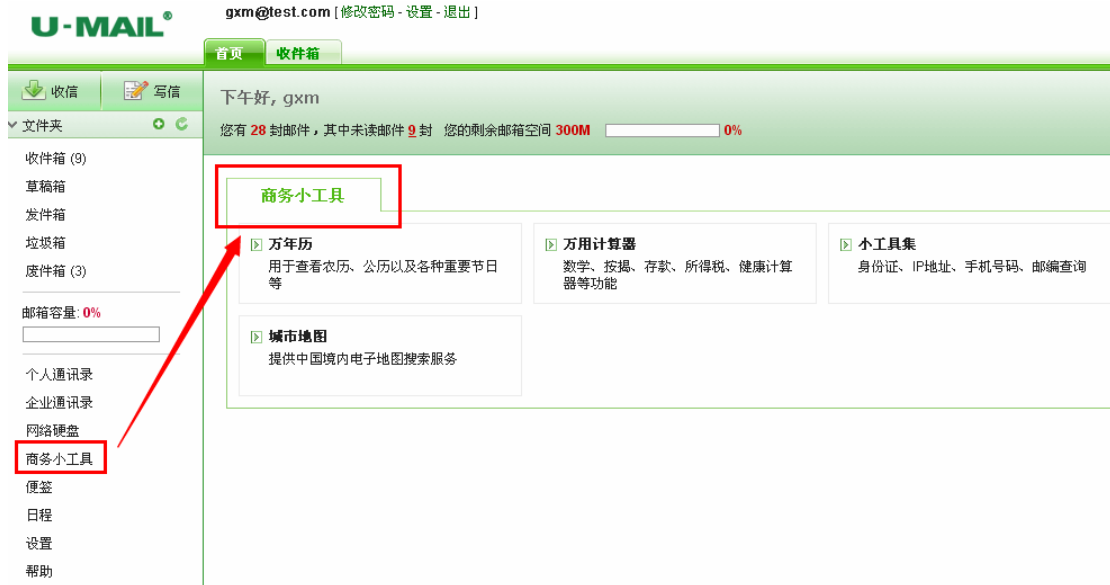 U-MAIL®
gxm@test.com [修改密码 - 设置 - 退出]
首页 收件箱
收信 写信
文件夹
收件箱 (9)
草稿箱
发件箱
垃圾箱
废件箱 (3)
邮箱容量: 0%
个人通讯录
企业通讯录
网络硬盘
商务小工具
便签
日程
设置
帮助
下午好, gxm
您有 28 封邮件，其中未读邮件 9 封 您的剩余邮箱空间 300M 0%
商务小工具
万年历
用于查看农历、公历以及各种重要节日
等
万用计算器
数学、按揭、存款、所得税、健康计算
器等功能
小工具集
身份证、IP地址、手机号码、邮编查询
城市地图
提供中国境内电子地图搜索服务